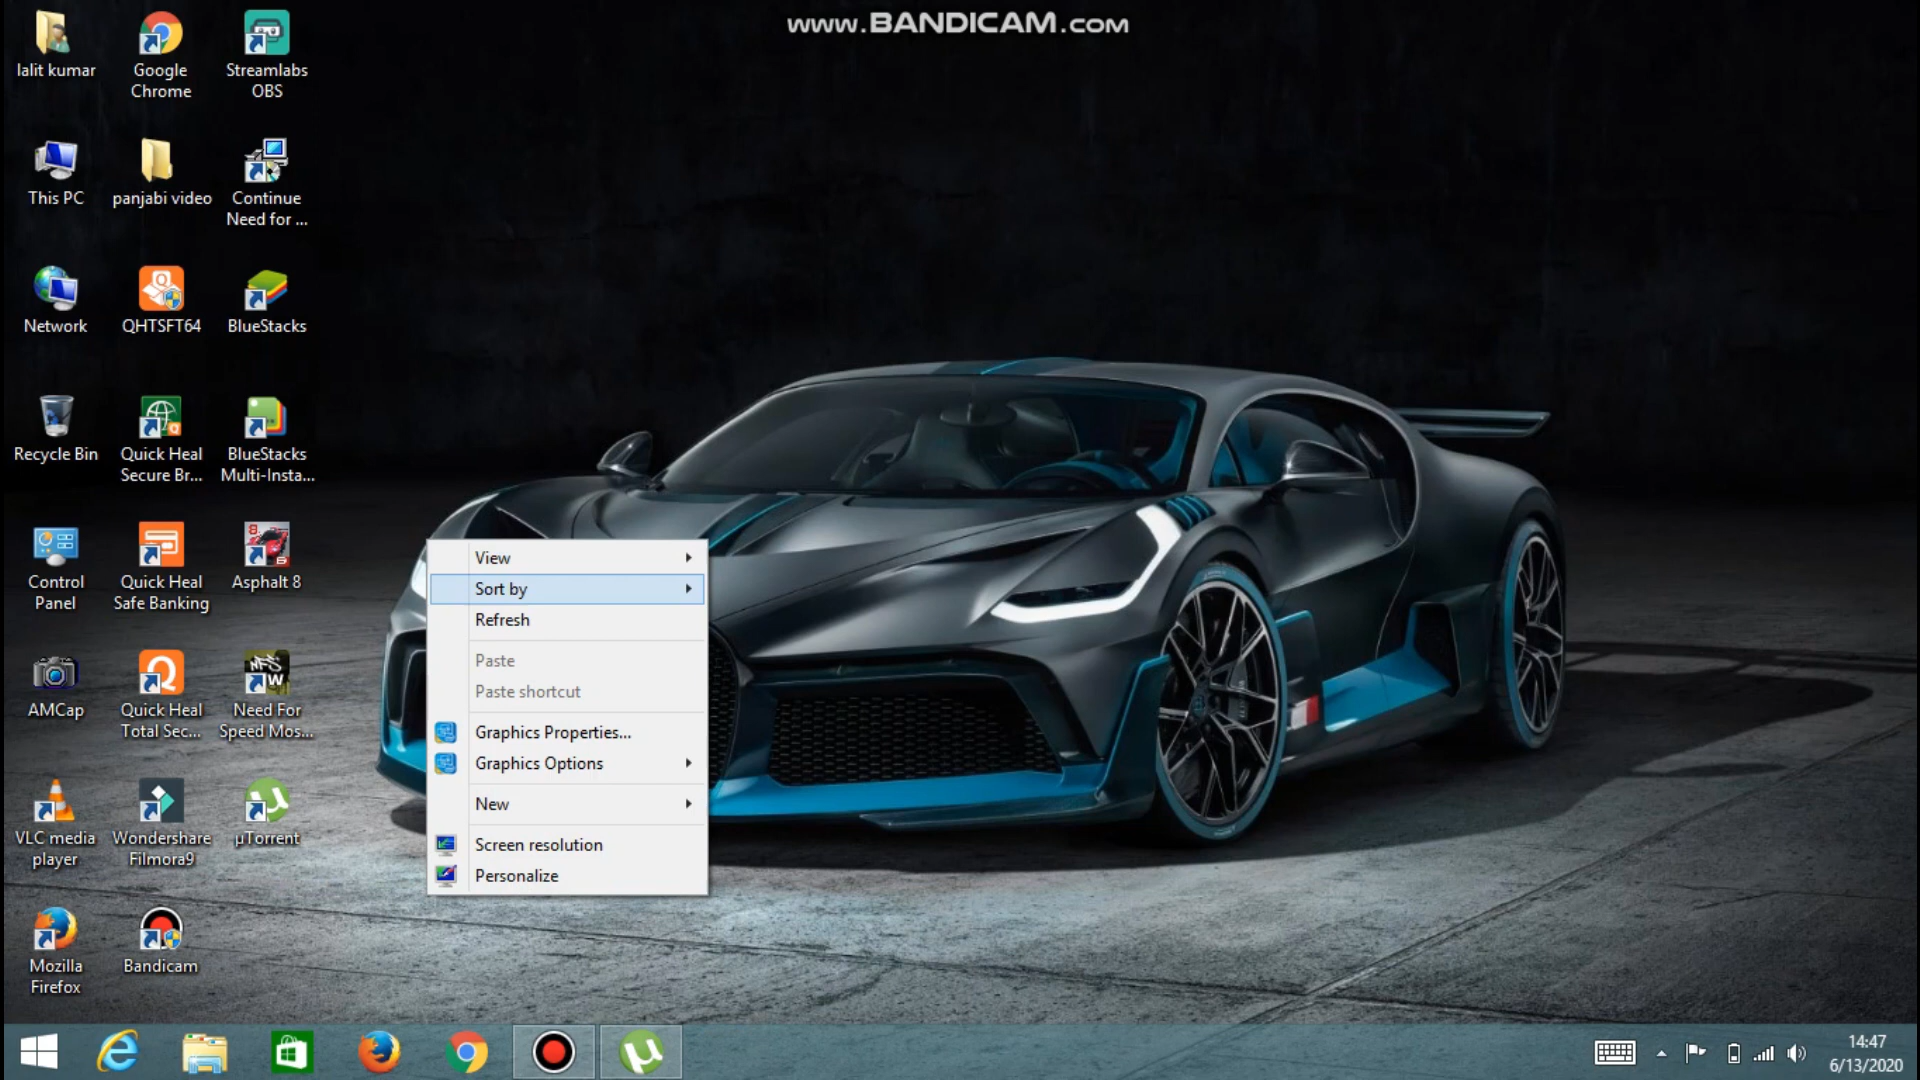 www.BANDICAM.com
lalit kumar
Google
Chrome
Streamlabs
OBS
This PC
panjabi video
Continue
Need for ...
Network
QHTSFT64
BlueStacks
Recycle Bin
Quick Heal
Secure Br...
BlueStacks
Multi-Insta...
Control
Panel
Quick Heal
Safe Banking
Asphalt 8
AMCap
Quick Heal
Total Sec...
Need For
Speed Mos...
VLC media
player
Wondershare
Filmora9
µTorrent
Mozilla
Firefox
Bandicam
View
Sort by
Refresh
Paste
Paste shortcut
Graphics Properties...
Graphics Options
New
Screen resolution
Personalize
14:47
6/13/2020